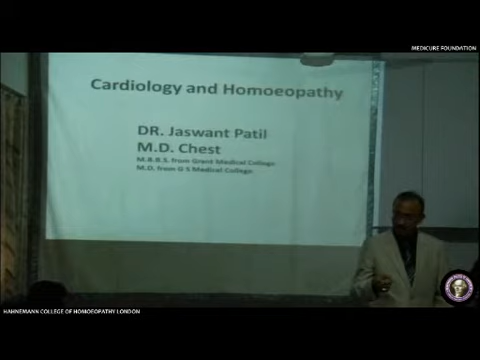 MEDICURE FOUNDATION
Cardiology and Homoeopathy
DR. Jaswant Patil
M.D. Chest
M.B.B.S. from Grant Medical College
M.D. from G S Medical College
HAHNEMANN COLLEGE OF HOMOEOPATHY LONDON